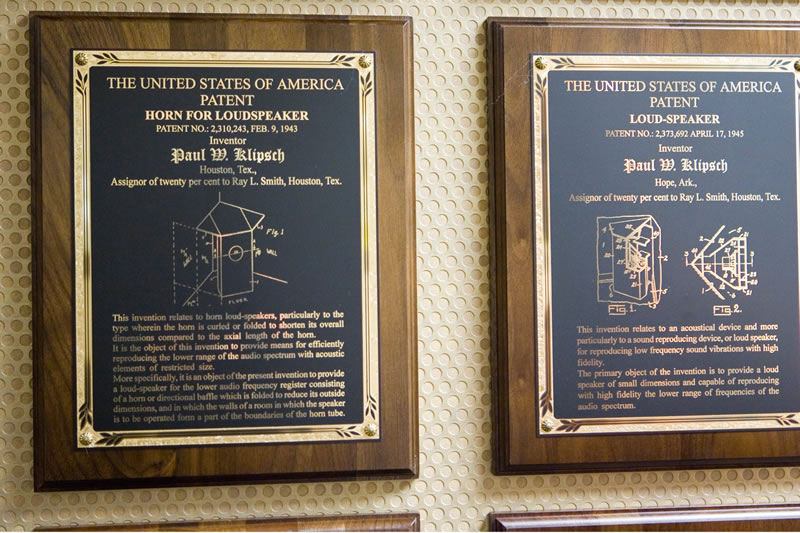 THE UNITED STATES OF AMERICA
PATENT
HORN FOR LOUDSPEAKER
PATENT NO.: 2,310,243, FEB. 9, 1943
Inventor
Paul W. Klipsch
Houston, Tex.,
Assignor of twenty per cent to Ray L. Smith, Houston, Tex.
Fig. 1
WALL
FLOOR
This invention relates to horn loud-speakers, particularly to the
type wherein the horn is curled or folded to shorten its overall
dimensions compared to the axial length of the horn.
It is the object of this invention to provide means for efficiently
reproducing the lower range of the audio spectrum with acoustic
elements of restricted size.
More specifically, it is an object of the present invention to provide
a loud-speaker for the lower audio frequency register consisting
of a horn or directional baffle which is folded to reduce its outside
dimensions, and in which the walls of a room in which the speaker
is to be operated form a part of the boundaries of the horn tube.
THE UNITED STATES OF AMERICA
PATENT
LOUD-SPEAKER
PATENT NO.: 2,373,692 APRIL 17, 1945
Inventor
Paul W. Klipsch
Hope, Ark.,
Assignor of twenty per cent to Ray L. Smith, Houston, Tex.
FIG. 1.
FIG. 2.
This invention relates to an acoustical device and more
particularly to a sound reproducing device, or loud speaker,
for reproducing low frequency sound vibrations with high
fidelity.
The primary object of the invention is to provide a loud
speaker of small dimensions and capable of reproducing
with high fidelity the lower range of frequencies of the
audio spectrum.